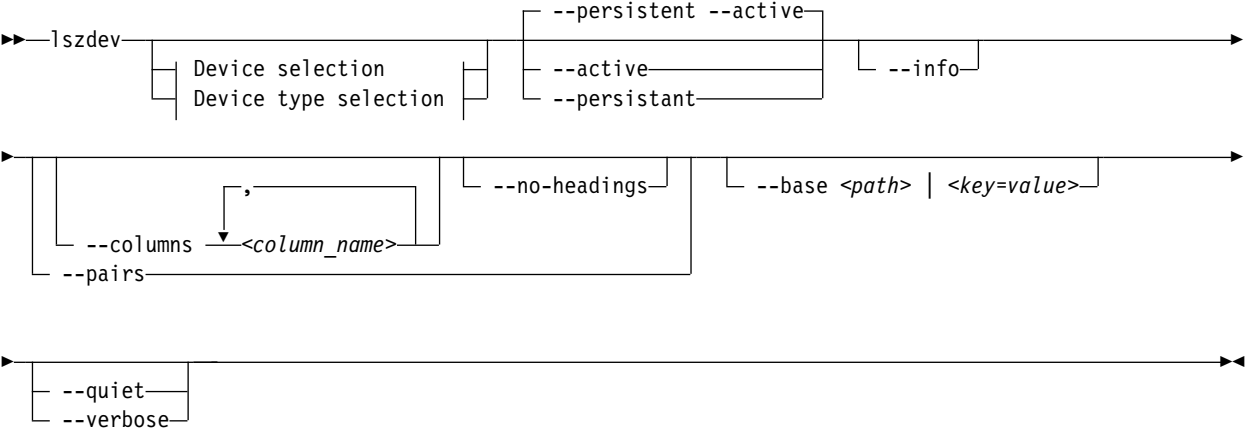 --persistent --active
lszdev
Device selection
--active
--info
Device type selection
--persistant
,
--no-headings
--base <path> | <key=value>
--columns <column_name>
--pairs
--quiet
--verbose